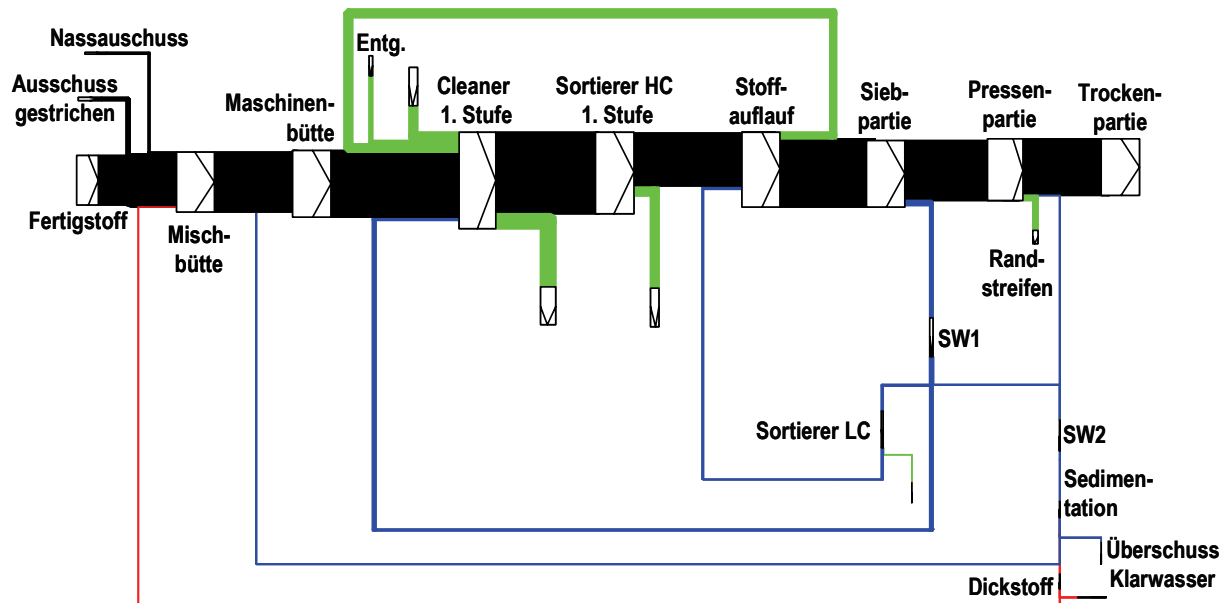 Nassauschuss
Ausschuss
gestrichen
Fertigstoff
Misch-
bütte
Maschinen-
bütte
Entg.
Cleaner
1. Stufe
Sortierer HC
1. Stufe
Stoff-
auflauf
Sieb-
partie
Pressen-
partie
Trocken-
partie
Rand-
streifen
SW1
Sortierer LC
SW2
Sedimen-
tation
Überschuss
Klarwasser
Dickstoff